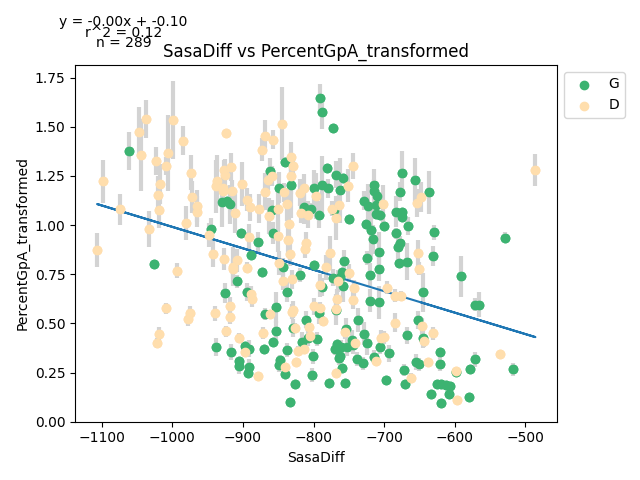 y = -0.00x + -0.10
r^2 = 0.12
n = 289
SasaDiff vs PercentGpA_transformed
G
D
1.75
1.50
1.25
1.00
0.75
0.50
0.25
0.00
PercentGpA_transformed
−1100 −1000 −900 −800 −700 −600 −500
SasaDiff